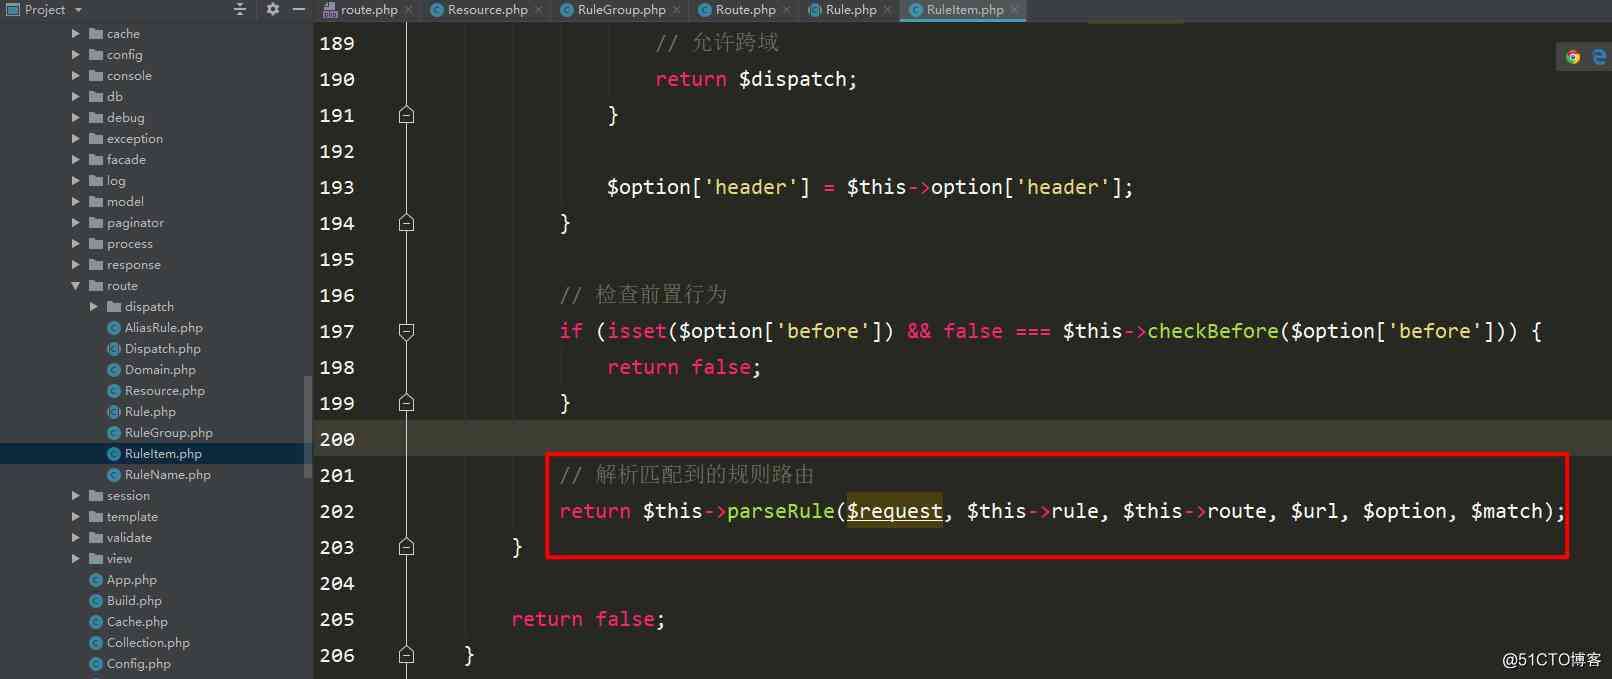 Project
route.php Resource.php RuleGroup.php Route.php Rule.php RuleItem.php
cache
config
console
db
debug
exception
facade
log
model
paginator
process
response
route
dispatch
AliasRule.php
Dispatch.php
Domain.php
Resource.php
Rule.php
RuleGroup.php
RuleItem.php
RuleName.php
session
template
validate
view
App.php
Build.php
Cache.php
Collection.php
Config.php
189 // 允许跨域
190 return $dispatch;
191 }
192
193 $option['header'] = $this->option['header'];
194 }
195
196 // 检查前置行为
197 if (isset($option['before']) && false === $this->checkBefore($option['before'])) {
198 return false;
199 }
200
201 // 解析匹配到的规则路由
202 return $this->parseRule($request, $this->rule, $this->route, $url, $option, $match);
203 }
204
205 return false;
206 }
@51CTO博客